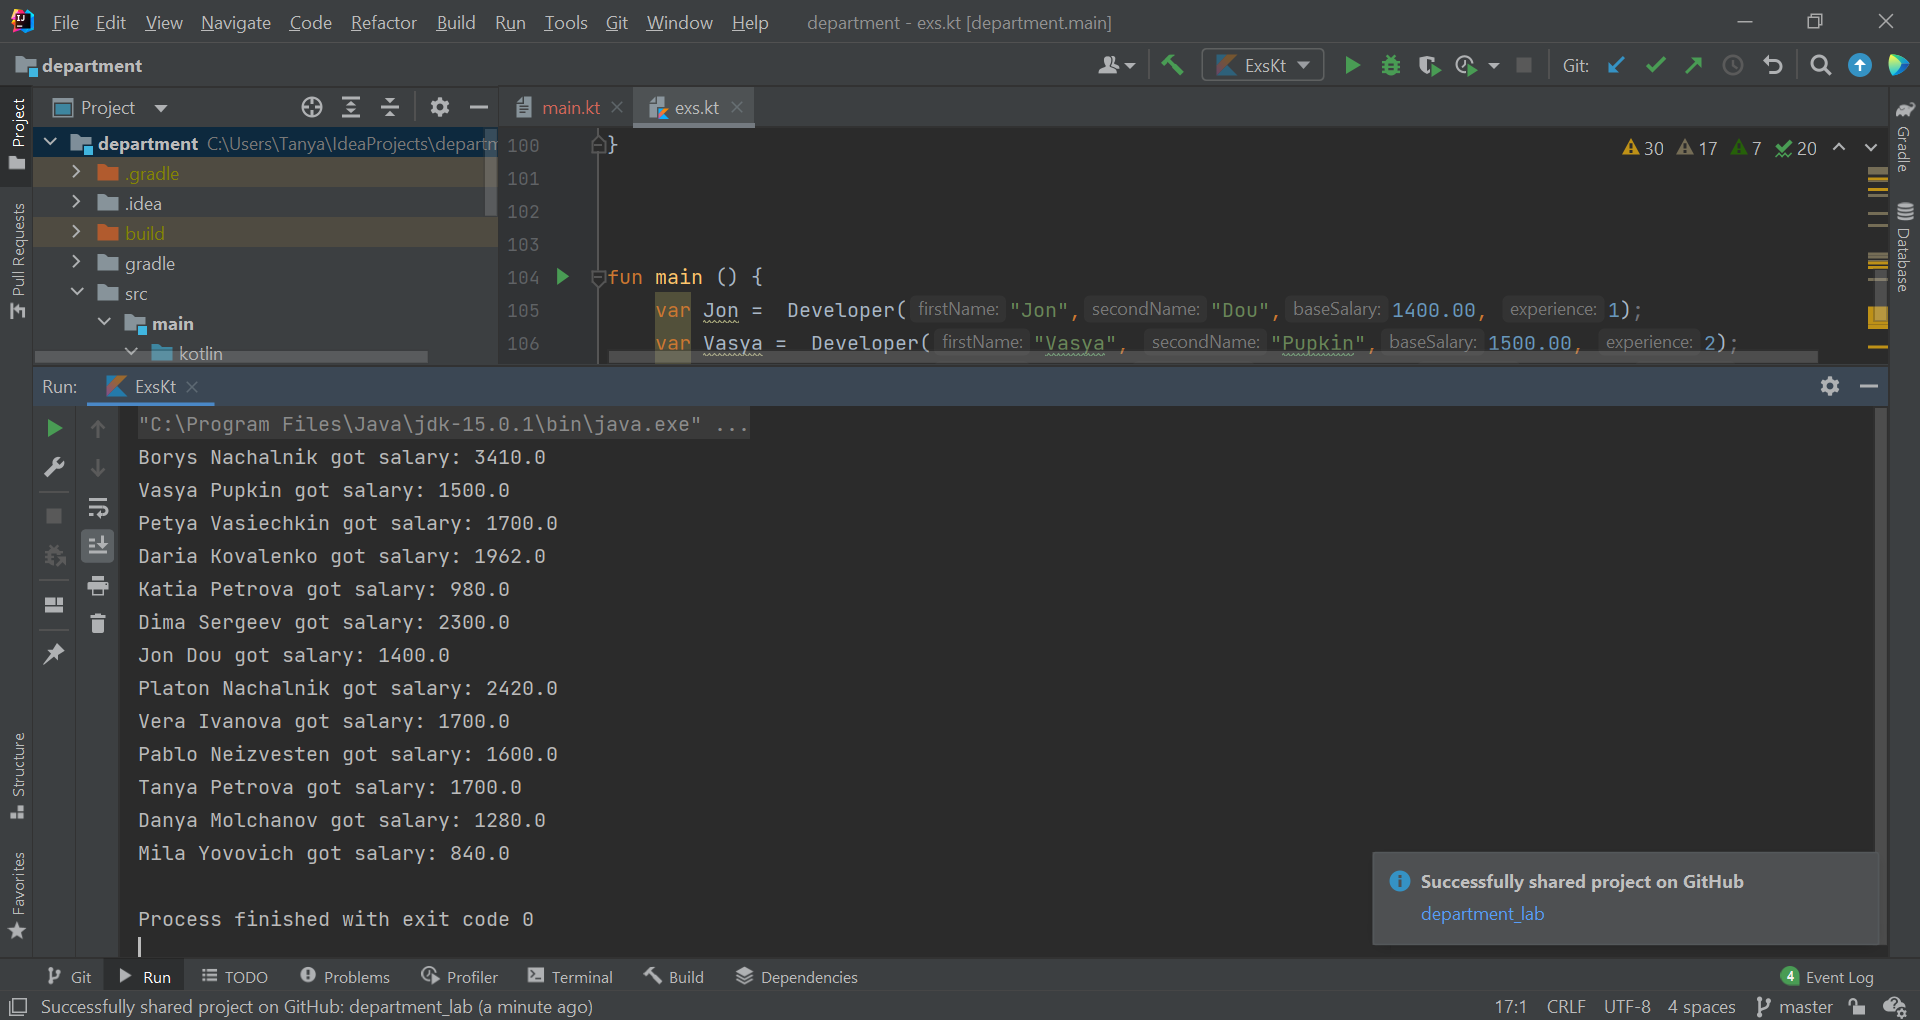 File Edit View Navigate Code Refactor Build Run Tools Git Window Help department - exs.kt [department.main]
department
ExsKt
Git:
Project
Project
main.kt
exs.kt
Gradle
department C:\Users\Tanya\IdeaProjects\departm
.gradle
.idea
build
gradle
src
main
kotlin
Pull Requests
Database
30 17 7 20
100 }
101
102
103
104 fun main () {
105 var Jon = Developer( firstName: "Jon", secondName: "Dou", baseSalary: 1400.00, experience: 1);
106 var Vasya = Developer( firstName: "Vasya", secondName: "Pupkin", baseSalary: 1500.00, experience: 2);
Run: ExsKt
"C:\Program Files\Java\jdk-15.0.1\bin\java.exe" ...
Borys Nachalnik got salary: 3410.0
Vasya Pupkin got salary: 1500.0
Petya Vasiechkin got salary: 1700.0
Daria Kovalenko got salary: 1962.0
Katia Petrova got salary: 980.0
Dima Sergeev got salary: 2300.0
Jon Dou got salary: 1400.0
Platon Nachalnik got salary: 2420.0
Vera Ivanova got salary: 1700.0
Pablo Neizvesten got salary: 1600.0
Tanya Petrova got salary: 1700.0
Danya Molchanov got salary: 1280.0
Mila Yovovich got salary: 840.0
Process finished with exit code 0
Structure
Favorites
Successfully shared project on GitHub
department_lab
Git Run TODO Problems Profiler Terminal Build Dependencies 4 Event Log
Successfully shared project on GitHub: department_lab (a minute ago) 17:1 CRLF UTF-8 4 spaces master